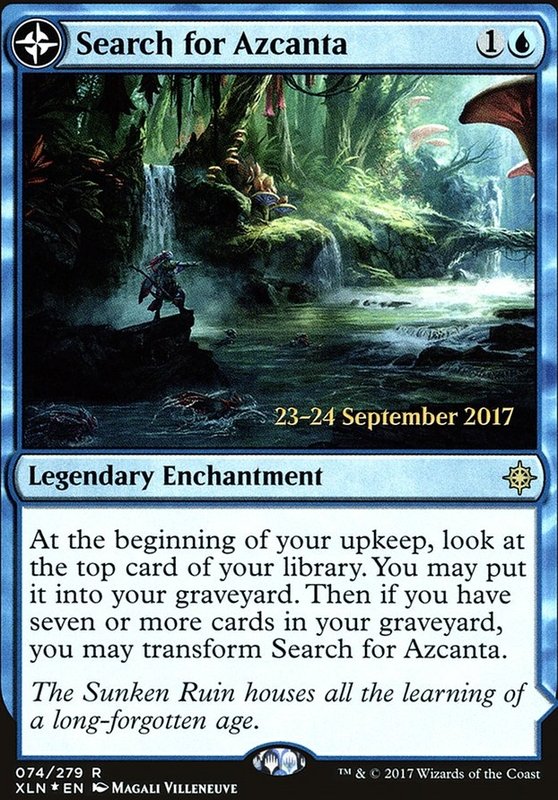 Search for Azcanta 1
23–24 September 2017
Legendary Enchantment
At the beginning of your upkeep, look at
the top card of your library. You may put
it into your graveyard. Then if you have
seven or more cards in your graveyard,
you may transform Search for Azcanta.
The Sunken Ruin houses all the learning of
a long-forgotten age.
074/279 R
XLN ★ EN Magali Villeneuve
™ & © 2017 Wizards of the Coast